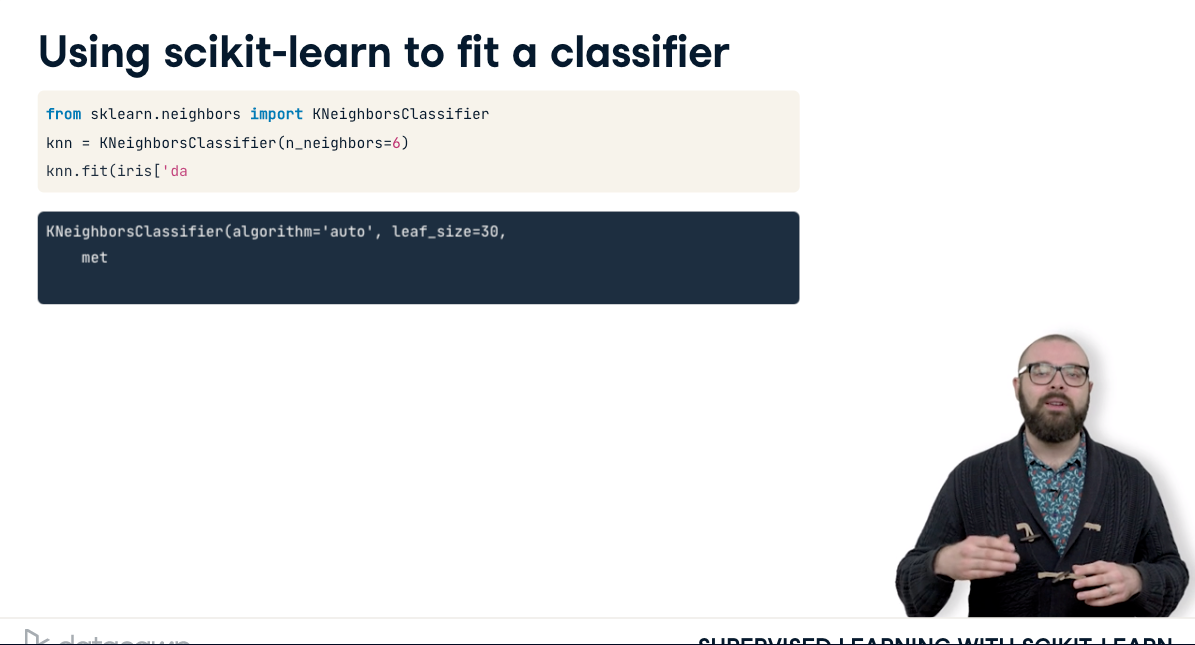 Using scikit-learn to fit a classifier
from sklearn.neighbors import KNeighborsClassifier
knn = KNeighborsClassifier(n_neighbors=6)
knn.fit(iris['da
KNeighborsClassifier(algorithm='auto', leaf_size=30,
met
datacamp
SUPERVISED LEARNING WITH SCIKIT-LEARN